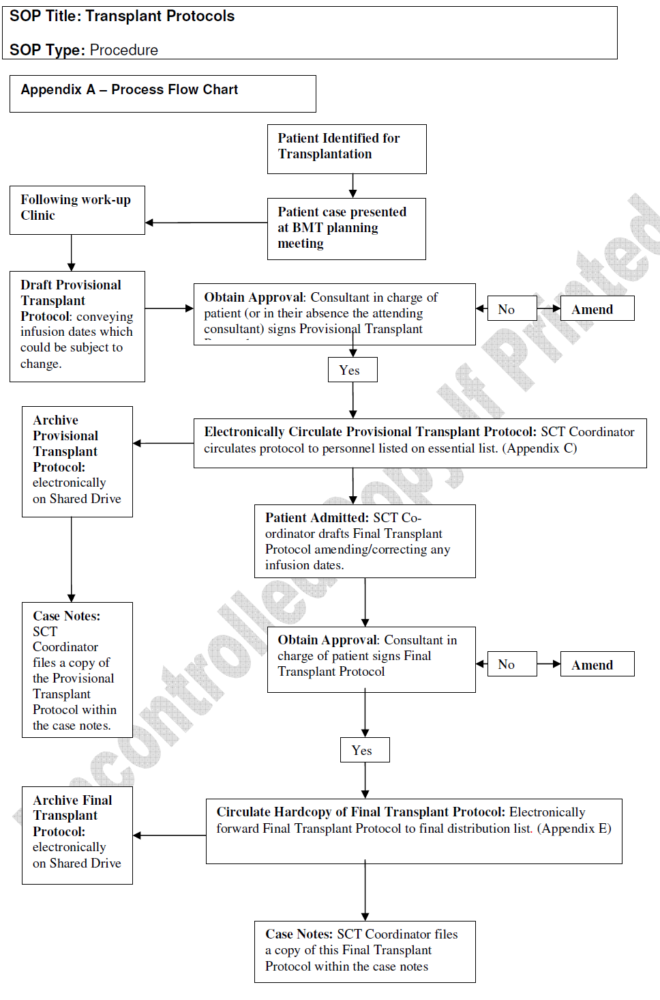 SOP Title: Transplant Protocols
SOP Type: Procedure
Appendix A – Process Flow Chart
Patient Identified for
Transplantation
Following work-up
Clinic
Patient case presented
at BMT planning
meeting
Draft Provisional
Transplant
Protocol: conveying
infusion dates which
could be subject to
change.
Obtain Approval: Consultant in charge of
patient (or in their absence the attending
consultant) signs Provisional Transplant
No
Amend
Yes
Archive
Provisional
Transplant
Protocol:
electronically
on Shared Drive
Electronically Circulate Provisional Transplant Protocol: SCT Coordinator
circulates protocol to personnel listed on essential list. (Appendix C)
Patient Admitted: SCT Co-
ordinator drafts Final Transplant
Protocol amending/correcting any
infusion dates.
Case Notes:
SCT
Coordinator
files a copy of
the Provisional
Transplant
Protocol within
the case notes.
Obtain Approval: Consultant in
charge of patient signs Final
Transplant Protocol
No
Amend
Yes
Archive Final
Transplant
Protocol:
electronically
on Shared Drive
Circulate Hardcopy of Final Transplant Protocol: Electronically
forward Final Transplant Protocol to final distribution list. (Appendix E)
Case Notes: SCT Coordinator files
a copy of this Final Transplant
Protocol within the case notes
If Printed